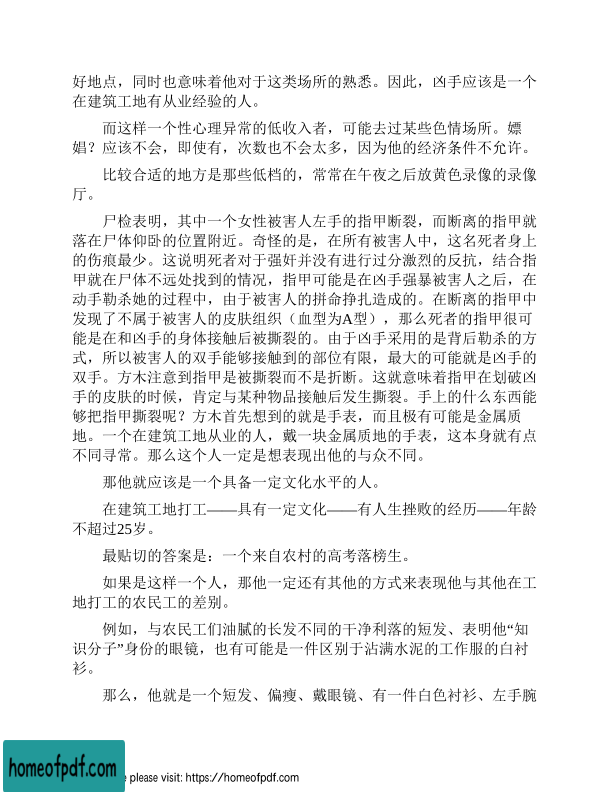 好地点，同时也意味着他对于这类场所的熟悉。因此，凶手应该是一个
在建筑工地有从业经验的人。
而这样一个性心理异常的低收入者，可能去过某些色情场所。嫖
娼？应该不会，即使有，次数也不会太多，因为他的经济条件不允许。
比较合适的地方是那些低档的，常常在午夜之后放黄色录像的录像
厅。
尸检表明，其中一个女性被害人左手的指甲断裂，而断离的指甲就
落在尸体仰卧的位置附近。奇怪的是，在所有被害人中，这名死者身上
的伤痕最少。这说明死者对于强奸并没有进行过分激烈的反抗，结合指
甲就在尸体不远处找到的情况，指甲可能是在凶手强暴被害人之后，在
动手勒杀她的过程中，由于被害人的拼命挣扎造成的。在断离的指甲中
发现了不属于被害人的皮肤组织（血型为A型），那么死者的指甲很可
能是在和凶手的身体接触后被撕裂的。由于凶手采用的是背后勒杀的方
式，所以被害人的双手能够接触到的部位有限，最大的可能就是凶手的
双手。方木注意到指甲是被撕裂而不是折断。这就意味着指甲在划破凶
手的皮肤的时候，肯定与某种物品接触后发生撕裂。手上的什么东西能
够把指甲撕裂呢？方木首先想到的就是手表，而且极有可能是金属质
地。一个在建筑工地从业的人，戴一块金属质地的手表，这本身就有点
不同寻常。那么这个人一定是想表现出他的与众不同。
那他就应该是一个具备一定文化水平的人。
在建筑工地打工——具有一定文化——有人生挫败的经历——年龄
不超过25岁。
最贴切的答案是：一个来自农村的高考落榜生。
如果是这样一个人，那他一定还有其他的方式来表现他与其他在工
地打工的农民工的差别。
例如，与农民工们油腻的长发不同的干净利落的短发、表明他“知
识分子”身份的眼镜，也有可能是一件区别于沾满水泥的工作服的白衬
衫。
那么，他就是一个短发、偏瘦、戴眼镜、有一件白色衬衫、左手腕
homeofpdf.com
e please visit: https://homeofpdf.com